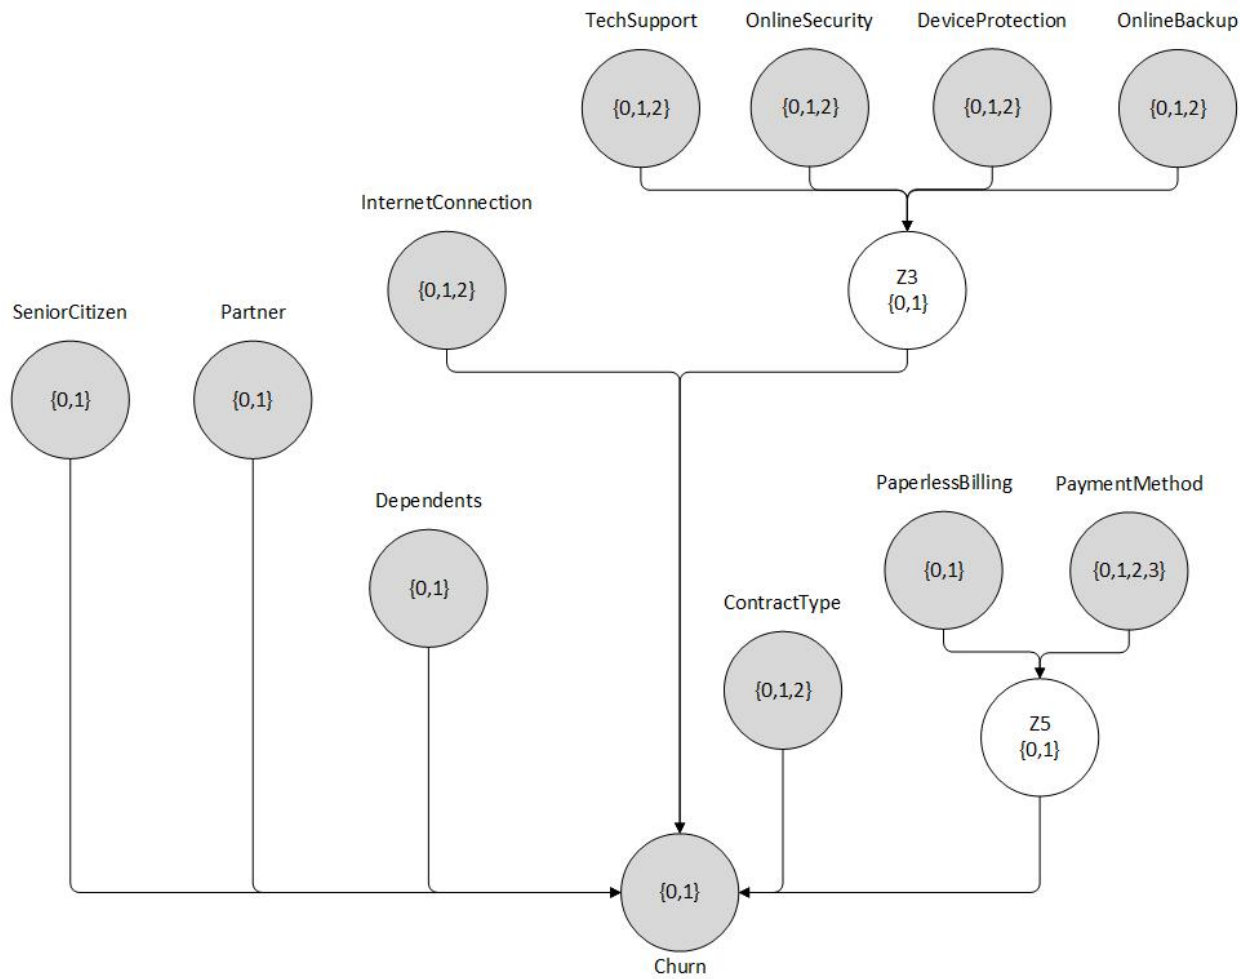 TechSupport
OnlineSecurity
DeviceProtection
OnlineBackup
{0,1,2}
{0,1,2}
{0,1,2}
{0,1,2}
InternetConnection
{0,1,2}
Z3
{0,1}
SeniorCitizen
Partner
{0,1}
{0,1}
Dependents
{0,1}
PaperlessBilling
PaymentMethod
{0,1}
{0,1,2,3}
ContractType
{0,1,2}
Z5
{0,1}
{0,1}
Churn